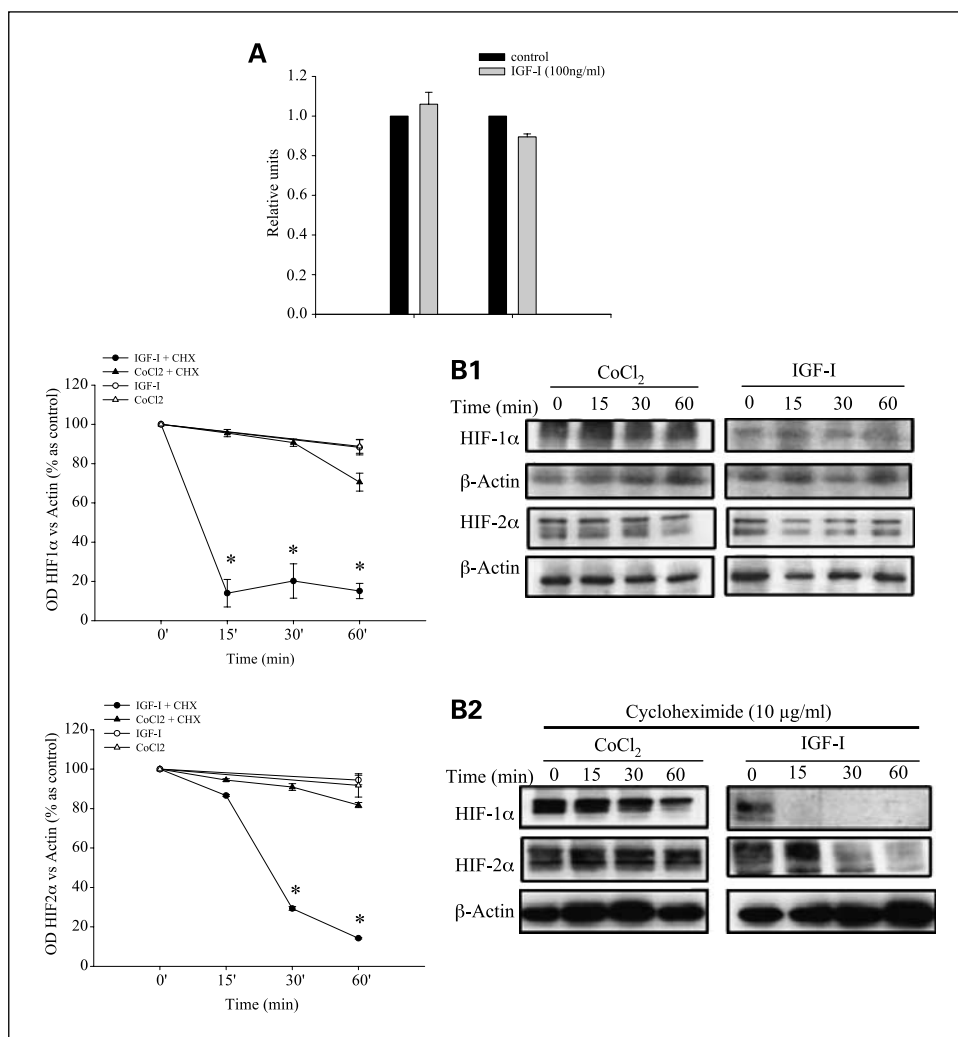 A
control
IGF-I (100ng/ml)
1.2
1.0
0.8
0.6
0.4
0.2
0.0
Relative units
IGF-I + CHX
CoCl2 + CHX
IGF-I
CoCl2
120
100
80
60
40
20
0
OD HIF1α vs Actin (% as control)
* * *
0' 15' 30' 60'
Time (min)
B1
CoCl₂ IGF-I
Time (min) 0 15 30 60 0 15 30 60
HIF-1α
β-Actin
HIF-2α
β-Actin
IGF-I + CHX
CoCl2 + CHX
IGF-I
CoCl2
120
100
80
60
40
20
0
OD HIF2α vs Actin (% as control)
* *
0' 15' 30' 60'
Time (min)
B2
Cycloheximide (10 µg/ml)
CoCl₂ IGF-I
Time (min) 0 15 30 60 0 15 30 60
HIF-1α
HIF-2α
β-Actin